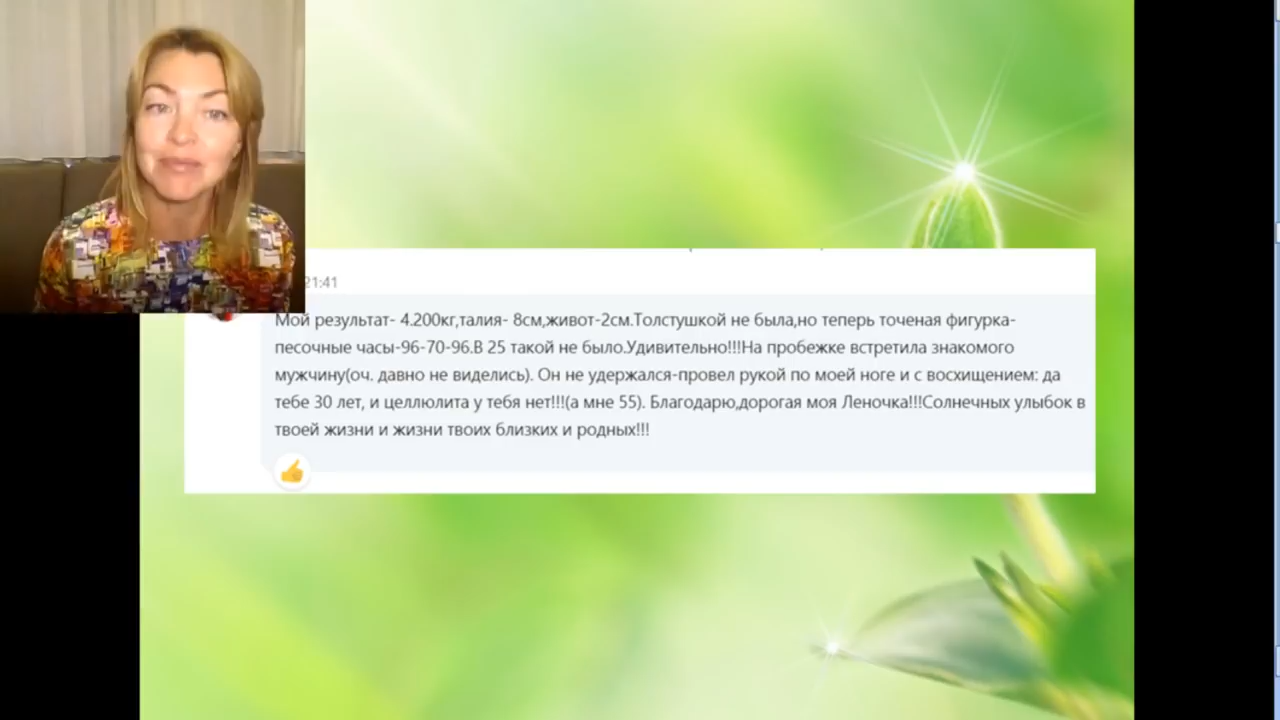 21:41
Мой результат- 4.200кг,талия- 8см,живот-2см.Толстушкой не была,но теперь точеная фигурка-
песочные часы-96-70-96.В 25 такой не было.Удивительно!!!На пробежке встретила знакомого
мужчину(оч. давно не виделись). Он не удержался-провел рукой по моей ноге и с восхищением: да
тебе 30 лет, и целлюлита у тебя нет!!!(а мне 55). Благодарю,дорогая моя Леночка!!!Солнечных улыбок в
твоей жизни и жизни твоих близких и родных!!!